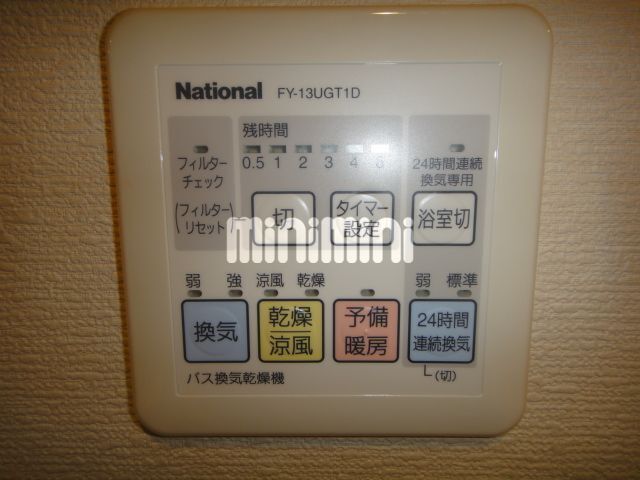 National FY-13UGT1D
残時間
0.5 1 2 3 4 6
フィルター
チェック
24時間連続
換気専用
(フィルター
リセット)
切
タイマー
設定
浴室切
minimini
弱 強 涼風 乾燥 弱 標準
換気
乾燥
涼風
予備
暖房
24時間
連続換気
バス換気乾燥機
(切)